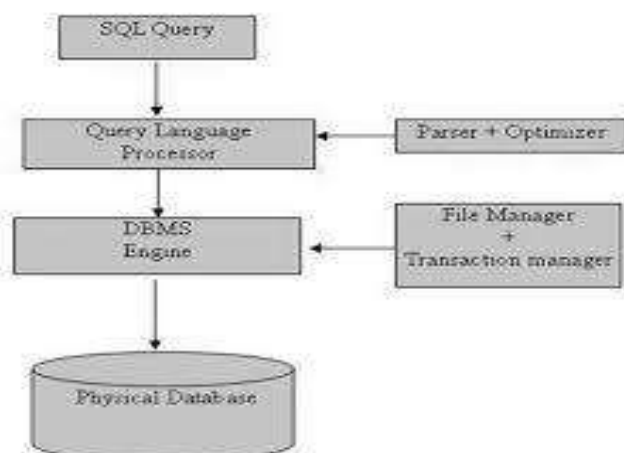 SQL Query
Query Language
Processor
Parser + Optimizer
DBMS
Engine
File Manager
+
Transaction manager
Physical Database